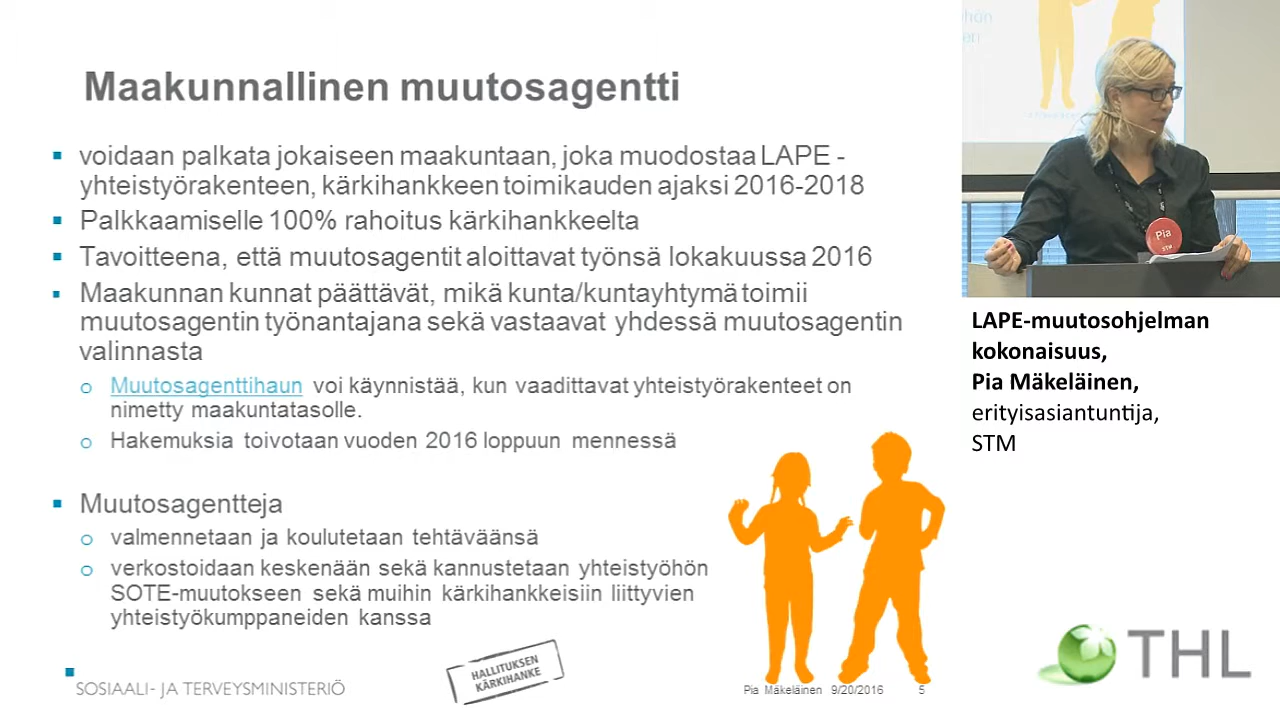 Maakunnallinen muutosagentti
▪ voidaan palkata jokaiseen maakuntaan, joka muodostaa LAPE -
yhteistyörakenteen, kärkihankkeen toimikauden ajaksi 2016-2018
▪ Palkkaamiselle 100% rahoitus kärkihankkeelta
▪ Tavoitteena, että muutosagentit aloittavat työnsä lokakuussa 2016
▪ Maakunnan kunnat päättävät, mikä kunta/kuntayhtymä toimii
muutosagentin työnantajana sekä vastaavat yhdessä muutosagentin
valinnasta
o Muutosagenttihaun voi käynnistää, kun vaadittavat yhteistyörakenteet on
nimetty maakuntatasolle.
o Hakemuksia toivotaan vuoden 2016 loppuun mennessä
▪ Muutosagentteja
o valmennetaan ja koulutetaan tehtäväänsä
o verkostoidaan keskenään sekä kannustetaan yhteistyöhön
SOTE-muutokseen sekä muihin kärkihankkeisiin liittyvien
yhteistyökumppaneiden kanssa
SOSIAALI- JA TERVEYSMINISTERIÖ
HALLITUKSEN
KÄRKIHANKE
Pia Mäkeläinen 9/20/2016 5
Pia
STM
LAPE-muutosohjelman
kokonaisuus,
Pia Mäkeläinen,
erityisasiantuntija,
STM
THL